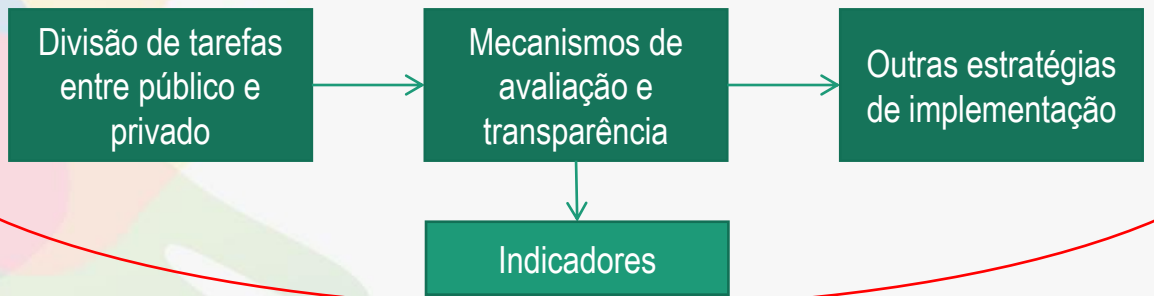 Divisão de tarefas
entre público e
privado
Mecanismos de
avaliação e
transparência
Outras estratégias
de implementação
Indicadores